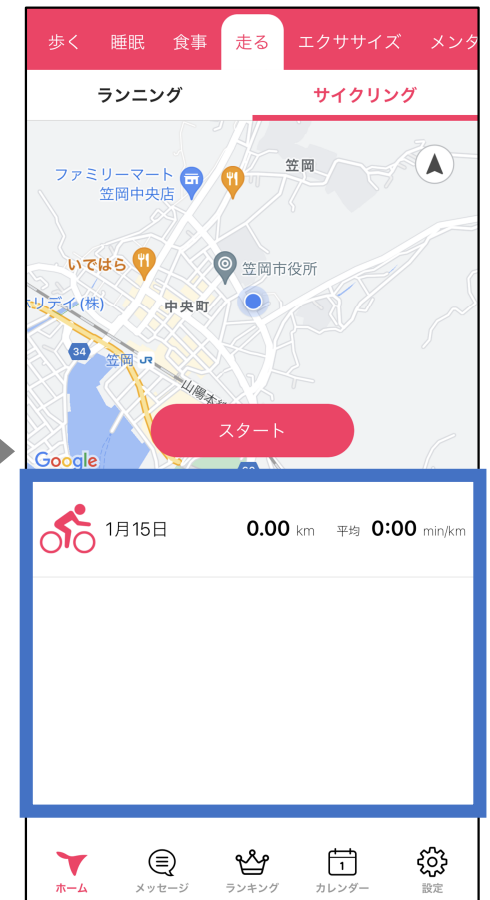 歩く 睡眠 食事 走る エクササイズ メンタ
ランニング サイクリング
笠岡
ファミリーマート
笠岡中央店
いではら
笠岡市役所
リデイ(株)
中央町
34
笠岡 JR
山陽本線
スタート
Google
1月15日 0.00 km 平均 0:00 min/km
ホーム メッセージ ランキング 1 カレンダー 設定